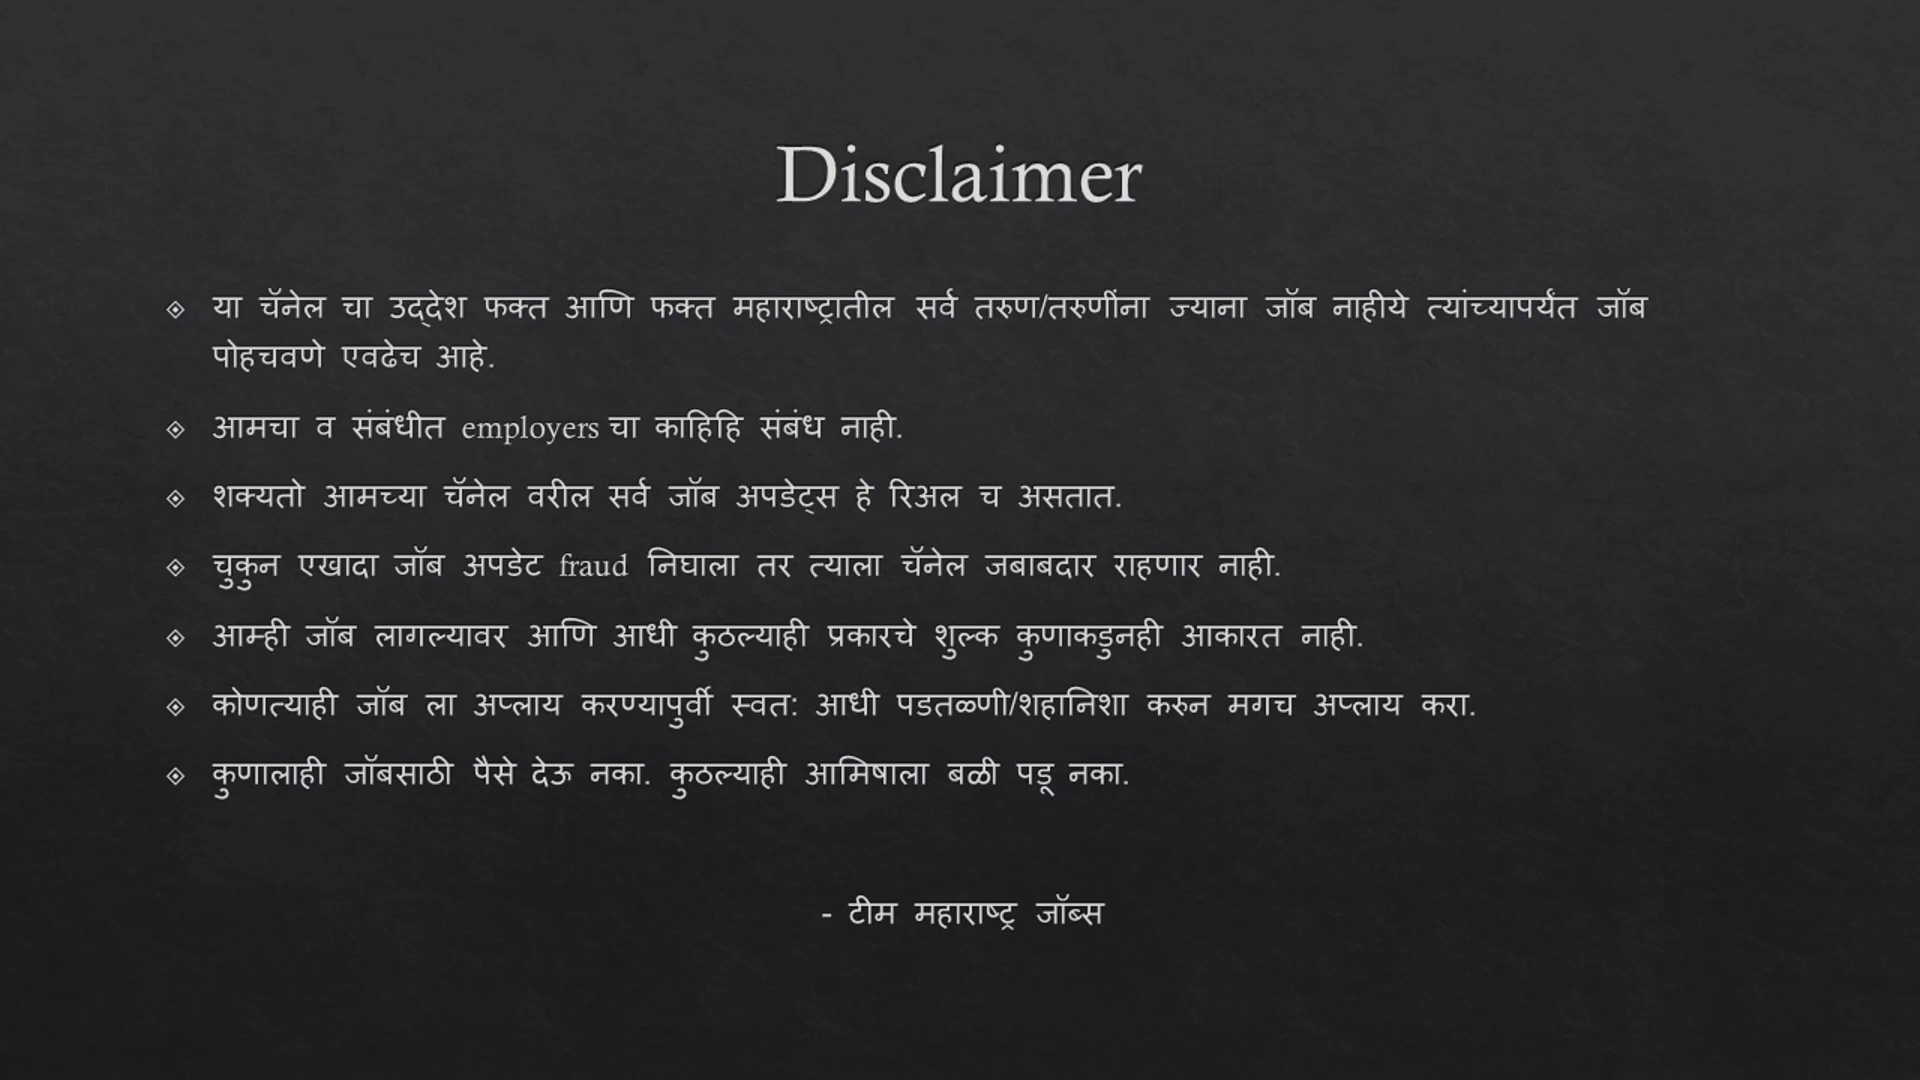 Disclaimer
या चॅनेल चा उद्देश फक्त आणि फक्त महाराष्ट्रातील सर्व तरुण/तरुणींना ज्याना जॉब नाहीये त्यांच्यापर्यंत जॉब
पोहचवणे एवढेच आहे.
आमचा व संबंधीत employers चा काहिहि संबंध नाही.
शक्यतो आमच्या चॅनेल वरील सर्व जॉब अपडेट्स हे रिअल च असतात.
चुकुन एखादा जॉब अपडेट fraud निघाला तर त्याला चॅनेल जबाबदार राहणार नाही.
आम्ही जॉब लागल्यावर आणि आधी कुठल्याही प्रकारचे शुल्क कुणाकडुनही आकारत नाही.
कोणत्याही जॉब ला अप्लाय करण्यापुर्वी स्वत: आधी पडतळ्णी/शहानिशा करुन मगच अप्लाय करा.
कुणालाही जॉबसाठी पैसे देऊ नका. कुठल्याही आमिषाला बळी पडू नका.
- टीम महाराष्ट्र जॉब्स